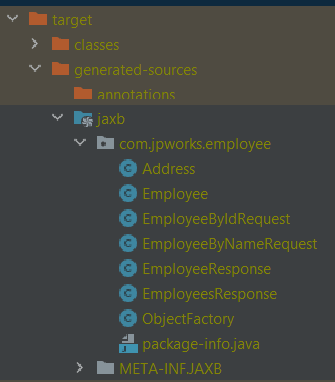 target
classes
generated-sources
annotations
jaxb
com.jpworks.employee
Address
Employee
EmployeeByIdRequest
EmployeeByNameRequest
EmployeeResponse
EmployeesResponse
ObjectFactory
package-info.java
META-INF.JAXB